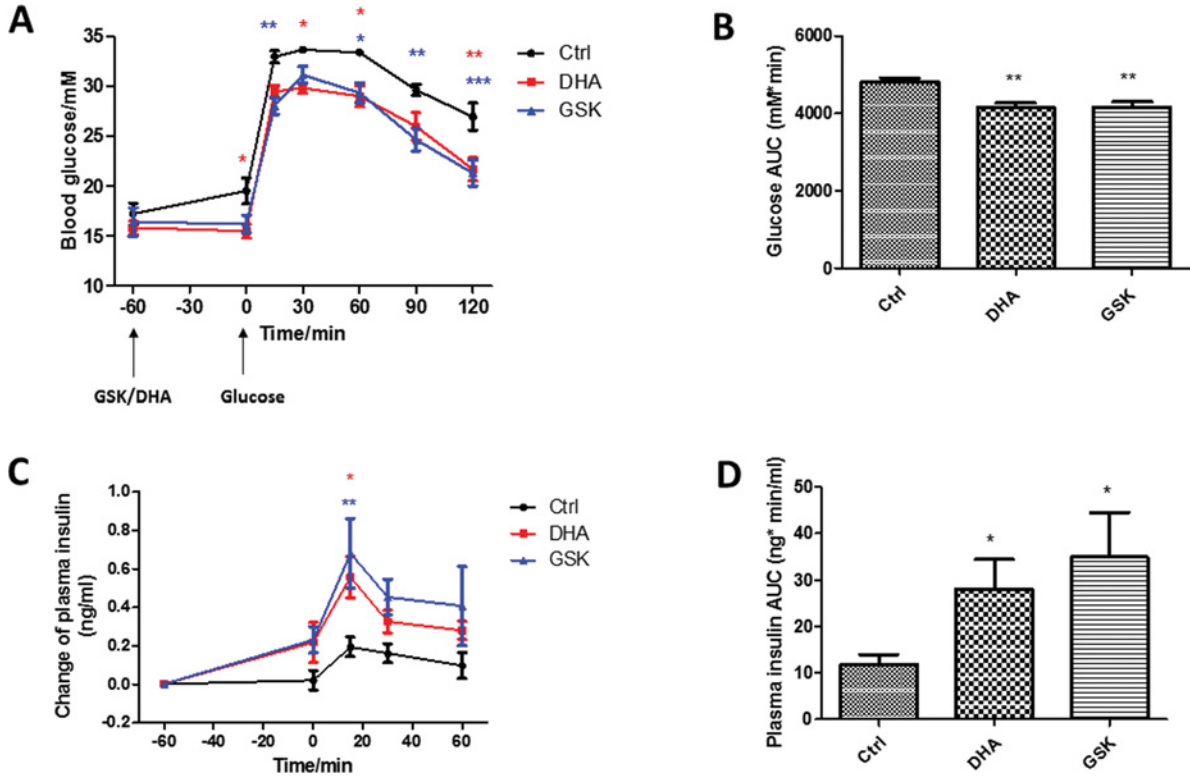 A
*
**
*
*
*
**
**
***
35
30
25
20
15
10
Blood glucose/mM
-60
-30
0
30
60
90
120
Time/min
GSK/DHA
Glucose
Ctrl
DHA
GSK
B
**
**
6000
4000
2000
0
Glucose AUC (mM*min)
Ctrl
DHA
GSK
C
*
**
1.0
0.8
0.6
0.4
0.2
0.0
-0.2
Change of plasma insulin
(ng/ml)
-60
-40
-20
0
20
40
60
Time/min
Ctrl
DHA
GSK
D
*
*
50
40
30
20
10
0
Plasma insulin AUC (ng* min/ml)
Ctrl
DHA
GSK